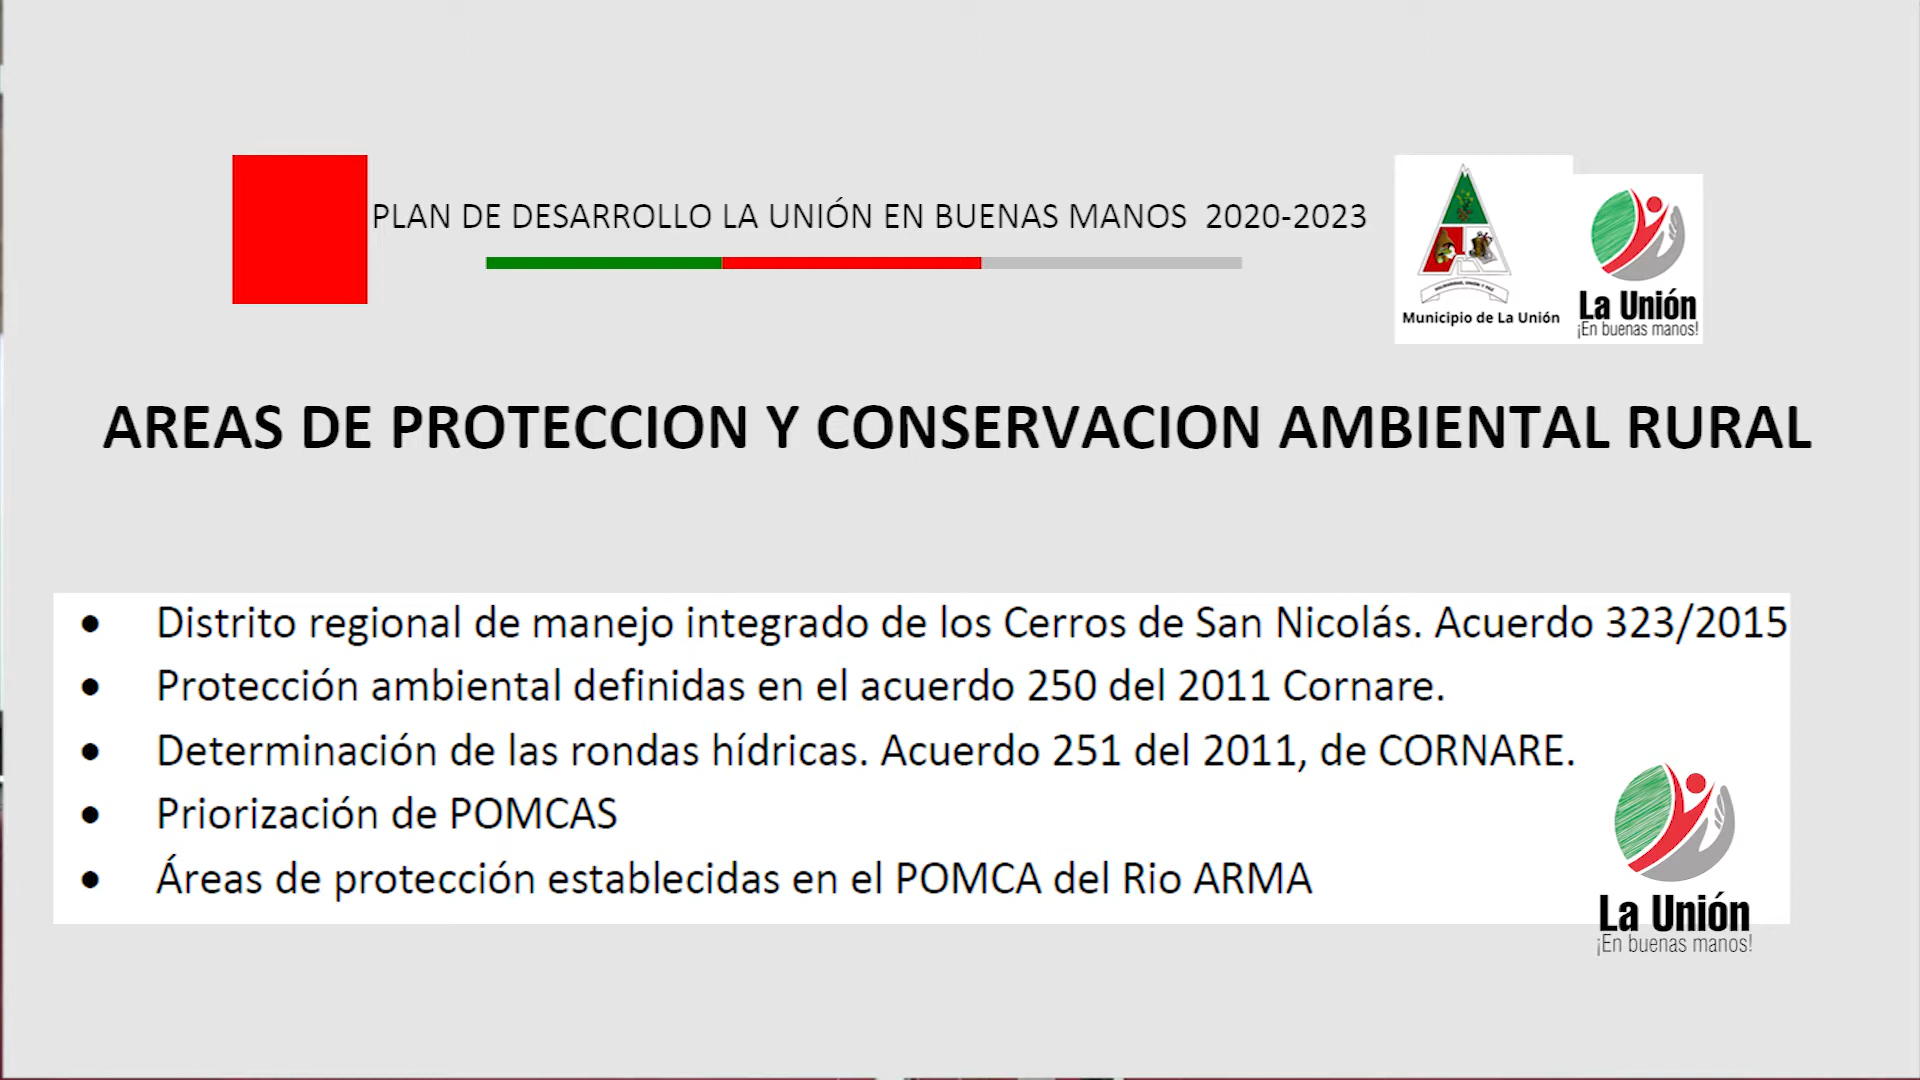 PLAN DE DESARROLLO LA UNIÓN EN BUENAS MANOS 2020-2023
Municipio de La Unión
La Unión
¡En buenas manos!
AREAS DE PROTECCION Y CONSERVACION AMBIENTAL RURAL
• Distrito regional de manejo integrado de los Cerros de San Nicolás. Acuerdo 323/2015
• Protección ambiental definidas en el acuerdo 250 del 2011 Cornare.
• Determinación de las rondas hídricas. Acuerdo 251 del 2011, de CORNARE.
• Priorización de POMCAS
• Áreas de protección establecidas en el POMCA del Rio ARMA
La Unión
¡En buenas manos!